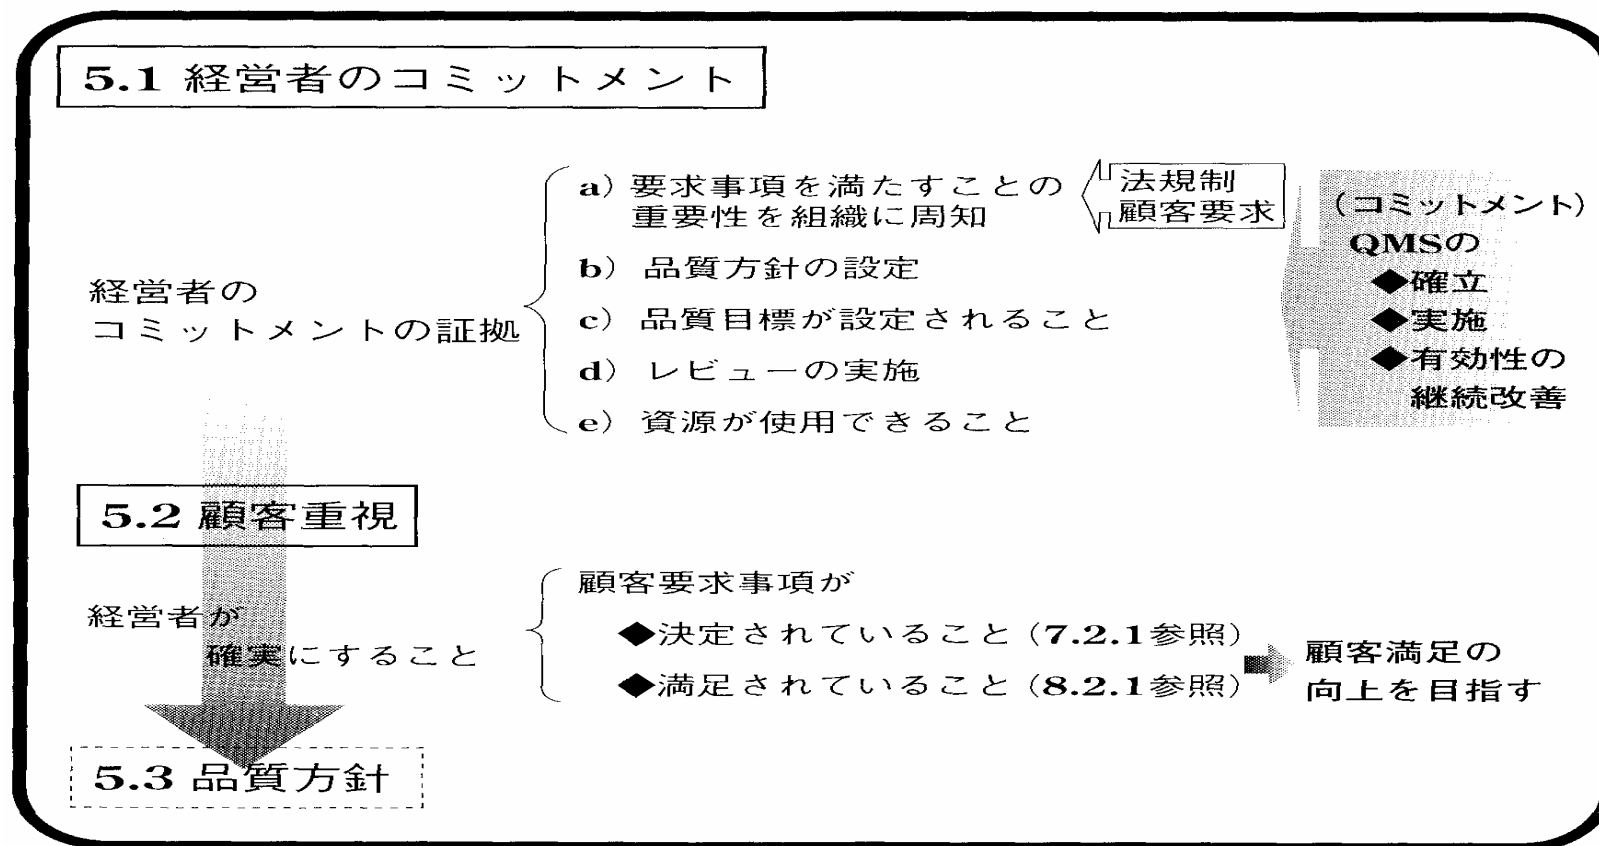 5.1 経営者のコミットメント
経営者の
コミットメントの証拠
a) 要求事項を満たすことの
重要性を組織に周知
b) 品質方針の設定
c) 品質目標が設定されること
d) レビューの実施
e) 資源が使用できること
法規制
顧客要求
(コミットメント)
QMSの
◆確立
◆実施
◆有効性の
継続改善
5.2 顧客重視
経営者が
確実にすること
顧客要求事項が
◆決定されていること (7.2.1参照)
◆満足されていること (8.2.1参照)
顧客満足の
向上を目指す
5.3 品質方針